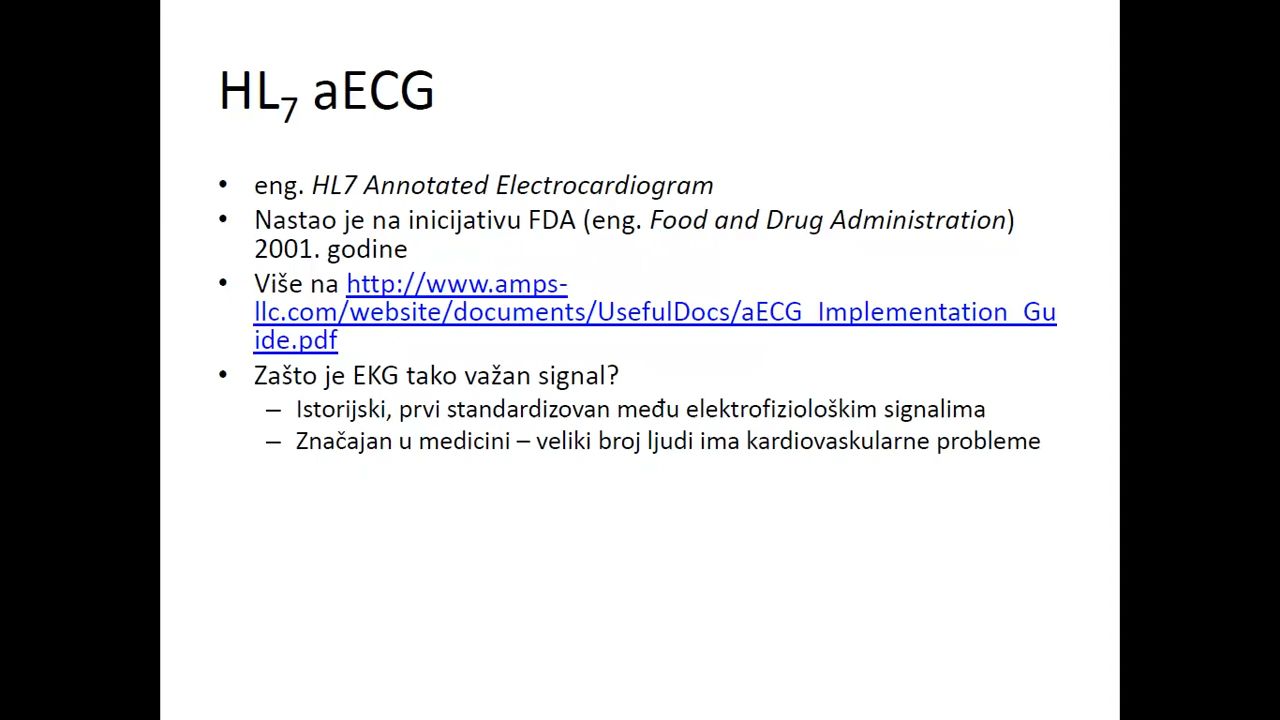 HL7 aECG
• eng. HL7 Annotated Electrocardiogram
• Nastao je na inicijativu FDA (eng. Food and Drug Administration)
2001. godine
• Više na http://www.amps-
llc.com/website/documents/UsefulDocs/aECG_Implementation_Gu
ide.pdf
• Zašto je EKG tako važan signal?
– Istorijski, prvi standardizovan među elektrofiziološkim signalima
– Značajan u medicini – veliki broj ljudi ima kardiovaskularne probleme